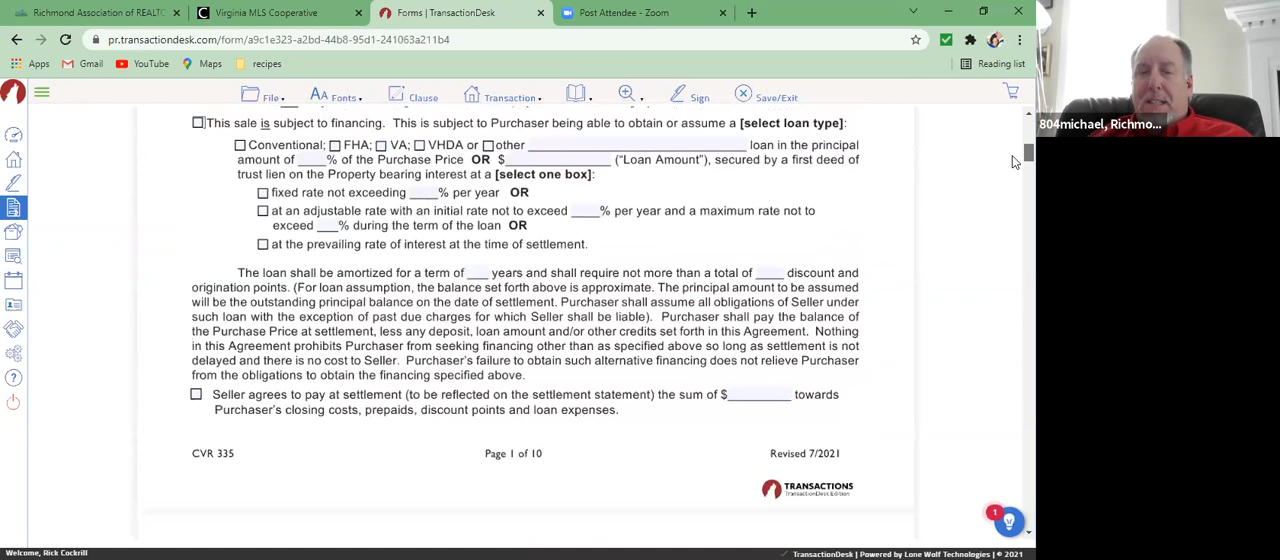 Richmond Association of REALTO
Virginia MLS Cooperative
Forms | TransactionDesk
Post Attendee - Zoom
pr.transactiondesk.com/form/a9c1e323-a2bd-44b8-95d1-241063a211b4
Apps Gmail YouTube Maps recipes Reading list
File Fonts Clause Transaction Sign Save/Exit
804michael, Richmo...
This sale is subject to financing. This is subject to Purchaser being able to obtain or assume a [select loan type]:
Conventional; FHA; VA; VHDA or other loan in the principal
amount of ____% of the Purchase Price OR $ ("Loan Amount"), secured by a first deed of
trust lien on the Property bearing interest at a [select one box]:
fixed rate not exceeding ____% per year OR
at an adjustable rate with an initial rate not to exceed ____% per year and a maximum rate not to
exceed ___% during the term of the loan OR
at the prevailing rate of interest at the time of settlement.
The loan shall be amortized for a term of ___ years and shall require not more than a total of ____ discount and
origination points. (For loan assumption, the balance set forth above is approximate. The principal amount to be assumed
will be the outstanding principal balance on the date of settlement. Purchaser shall assume all obligations of Seller under
such loan with the exception of past due charges for which Seller shall be liable). Purchaser shall pay the balance of
the Purchase Price at settlement, less any deposit, loan amount and/or other credits set forth in this Agreement. Nothing
in this Agreement prohibits Purchaser from seeking financing other than as specified above so long as settlement is not
delayed and there is no cost to Seller. Purchaser's failure to obtain such alternative financing does not relieve Purchaser
from the obligations to obtain the financing specified above.
Seller agrees to pay at settlement (to be reflected on the settlement statement) the sum of $_________ towards
Purchaser's closing costs, prepaids, discount points and loan expenses.
CVR 335 Page 1 of 10 Revised 7/2021
TRANSACTIONS
TransactionDesk Edition
1
Welcome, Rick Cockrill
TransactionDesk | Powered by Lone Wolf Technologies | © 2021